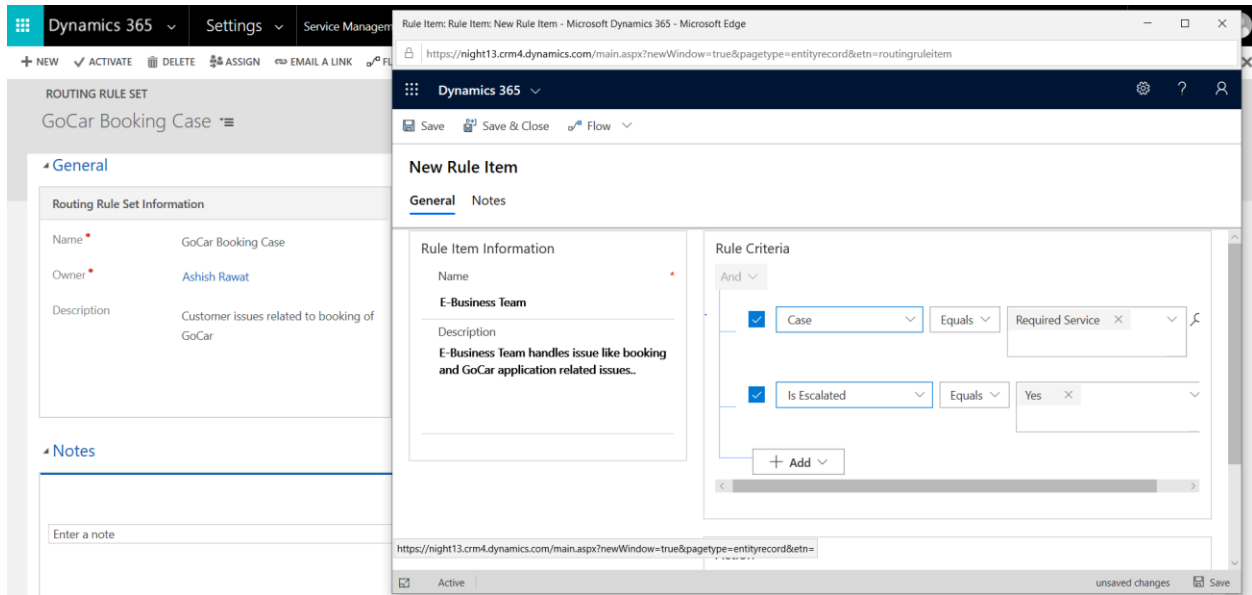 Dynamics 365
Settings
Service Managem
NEW
ACTIVATE
DELETE
ASSIGN
EMAIL A LINK
FL
ROUTING RULE SET
GoCar Booking Case
General
Routing Rule Set Information
Name*
GoCar Booking Case
Owner*
Ashish Rawat
Description
Customer issues related to booking of
GoCar
Notes
Enter a note
Rule Item: Rule Item: New Rule Item - Microsoft Dynamics 365 - Microsoft Edge
https://night13.crm4.dynamics.com/main.aspx?newWindow=true&pagetype=entityrecord&etn=routingruleitem
Dynamics 365
Save
Save & Close
Flow
New Rule Item
General
Notes
Rule Item Information
Name *
E-Business Team
Description
E-Business Team handles issue like booking
and GoCar application related issues..
Rule Criteria
And
Case
Equals
Required Service
Is Escalated
Equals
Yes
Add
https://night13.crm4.dynamics.com/main.aspx?newWindow=true&pagetype=entityrecord&etn=
Active
unsaved changes
Save